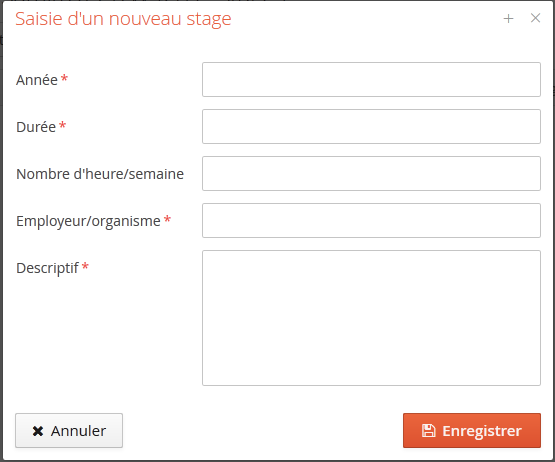 Saisie d'un nouveau stage
Année *
Durée *
Nombre d'heure/semaine
Employeur/organisme *
Descriptif *
Annuler
Enregistrer